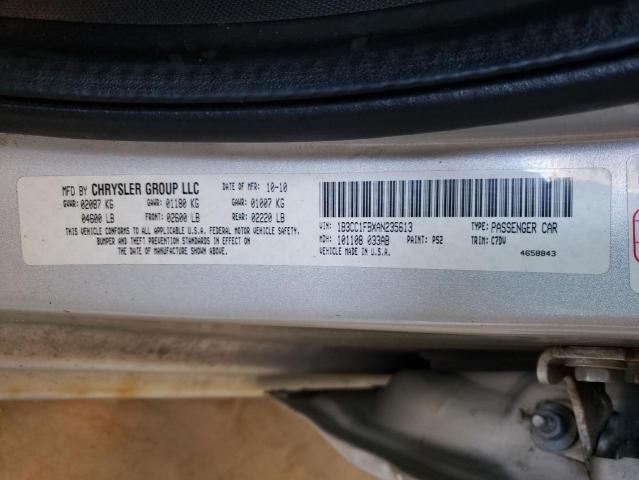 MFD BY CHRYSLER GROUP LLC DATE OF MFR: 10-10
GVWR: 02087 KG GAWR: 01180 KG GAWR: 01007 KG
04600 LB FRONT: 02600 LB REAR: 02220 LB
THIS VEHICLE CONFORMS TO ALL APPLICABLE U.S.A. FEDERAL MOTOR VEHICLE SAFETY,
BUMPER AND THEFT PREVENTION STANDARDS IN EFFECT ON
THE DATE OF MANUFACTURE SHOWN ABOVE.
VIN: 1B3CC1FBXAN235613 TYPE: PASSENGER CAR
MDH: 101108 033AB PAINT: PS2 TRIM: C7DV
VEHICLE MADE IN U.S.A. 4658843